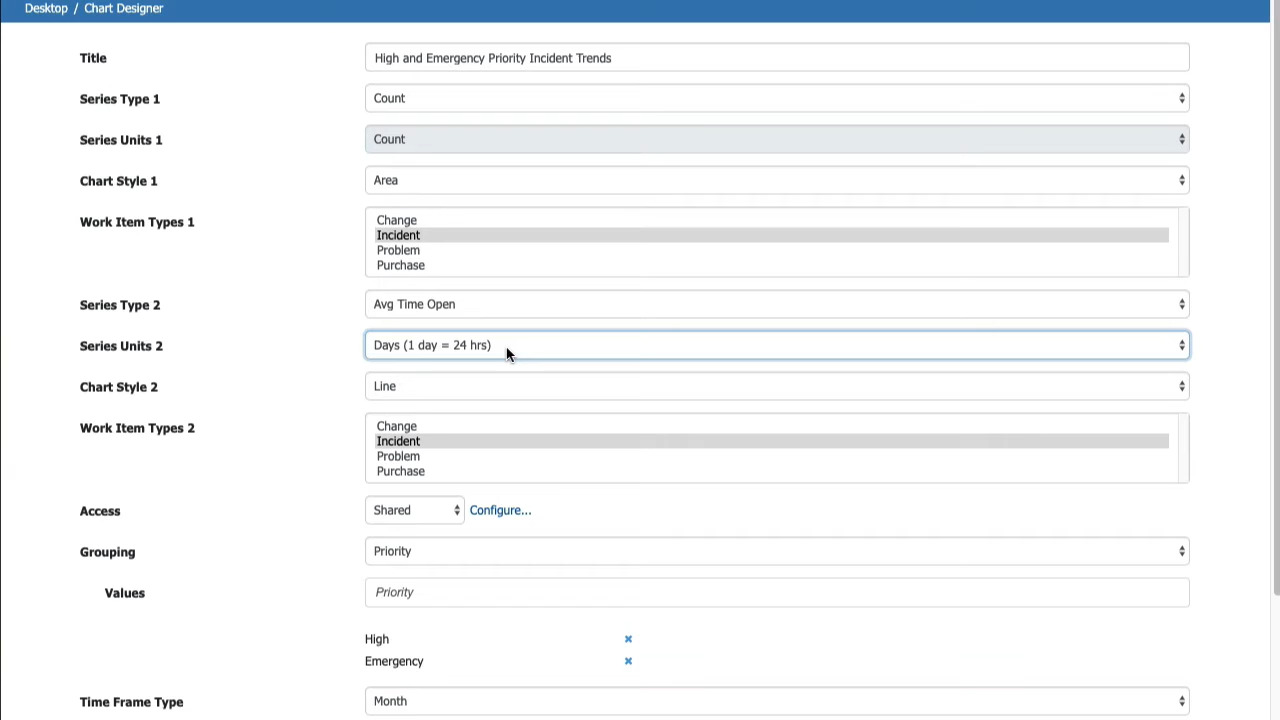 Desktop / Chart Designer
Title High and Emergency Priority Incident Trends
Series Type 1 Count
Series Units 1 Count
Chart Style 1 Area
Work Item Types 1 Change
Incident
Problem
Purchase
Series Type 2 Avg Time Open
Series Units 2 Days (1 day = 24 hrs)
Chart Style 2 Line
Work Item Types 2 Change
Incident
Problem
Purchase
Access Shared Configure...
Grouping Priority
Values Priority
High
Emergency
Time Frame Type Month